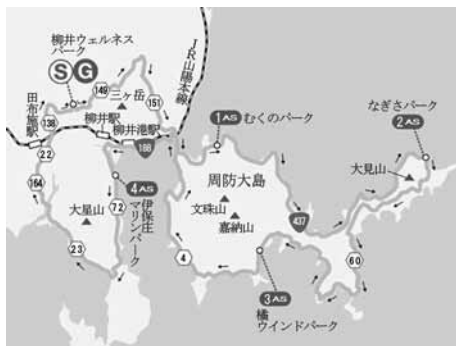 柳井ウェルネス
パーク
S G
149
三ヶ岳
151
JR山陽本線
138
田布施駅
柳井駅
柳井港駅
188
22
164
大星山
23
72
4AS
伊保庄
マリンパーク
1AS
むくのパーク
なぎさパーク
2AS
大見山
周防大島
文珠山
嘉納山
437
4
60
3AS
橘
ウインドパーク